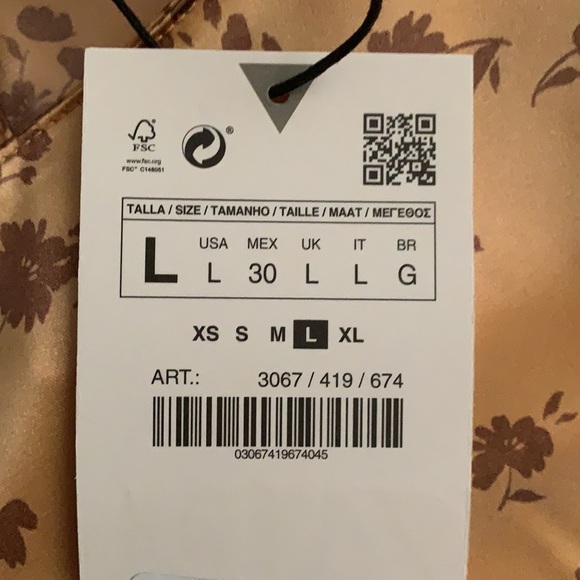 FSC
www.fsc.org
FSC™ C148051
®
TALLA / SIZE / TAMANHO / TAILLE / MAAT / ΜΕΓΕΘΟΣ
L
USA MEX UK IT BR
L 30 L L G
XS S M L XL
ART.: 3067 / 419 / 674
03067419674045